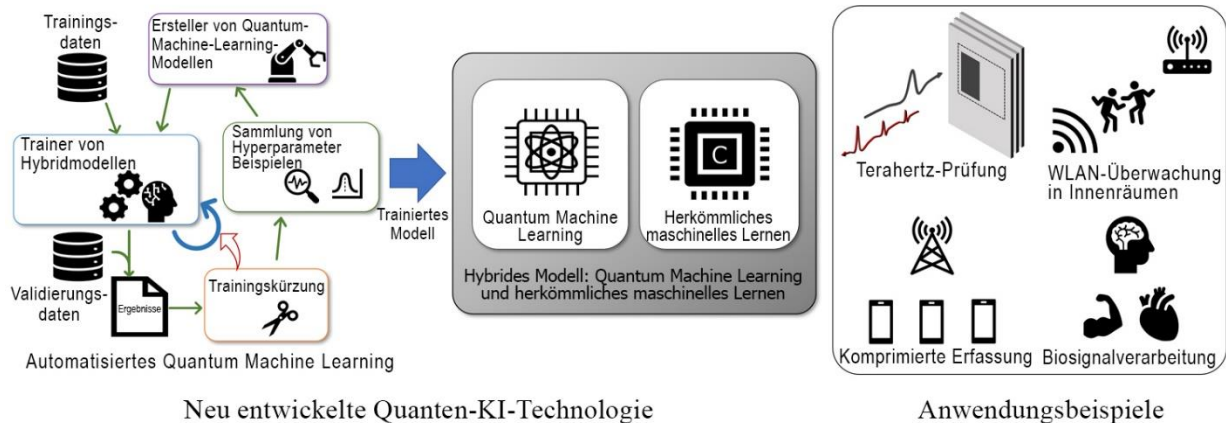 Trainings-
daten
Ersteller von Quantum-
Machine-Learning-
Modellen
Trainer von
Hybridmodellen
Sammlung von
Hyperparameter
Beispielen
Validierungs-
daten
Ergebnisse
Trainingskürzung
Automatisiertes Quantum Machine Learning
Trainiertes
Modell
Quantum Machine
Learning
C
Herkömmliches
maschinelles Lernen
Hybrides Modell: Quantum Machine Learning
und herkömmliches maschinelles Lernen
Terahertz-Prüfung
WLAN-Überwachung
in Innenräumen
Komprimierte Erfassung
Biosignalverarbeitung
Neu entwickelte Quanten-KI-Technologie
Anwendungsbeispiele